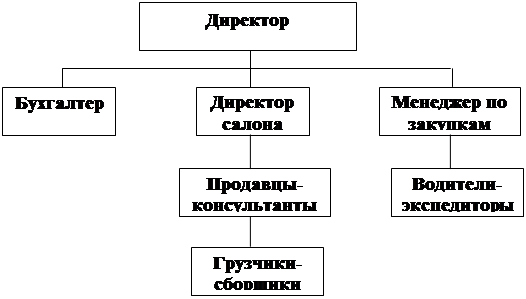 Директор
Бухгалтер
Директор
салона
Менеджер по
закупкам
Продавцы-
консультанты
Водители-
экспедиторы
Грузчики-
сборщики